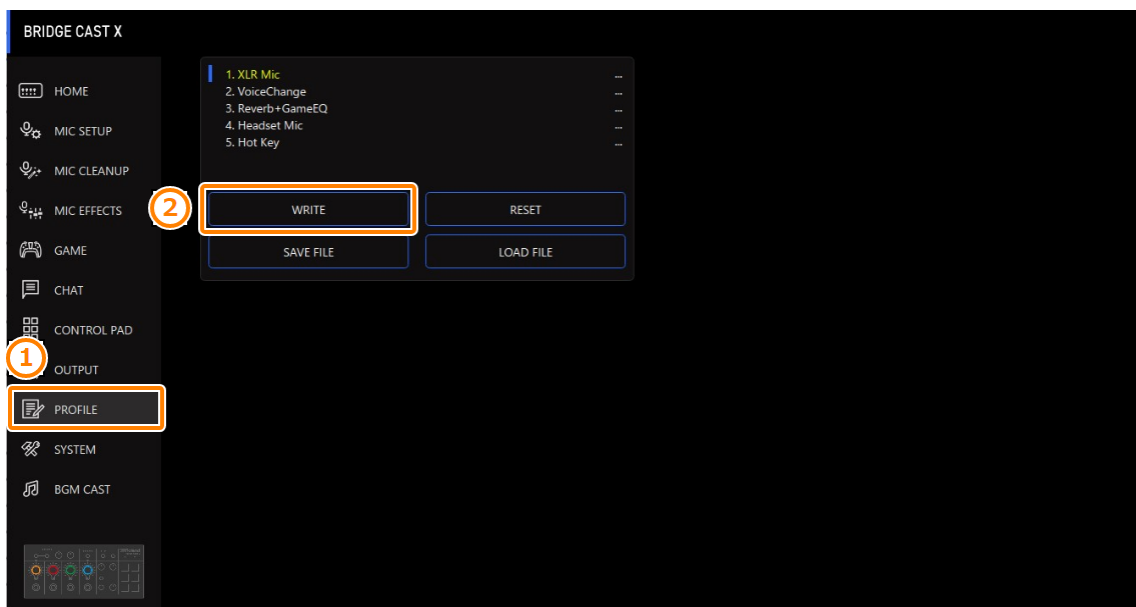 BRIDGE CAST X
HOME
MIC SETUP
MIC CLEANUP
MIC EFFECTS
GAME
CHAT
CONTROL PAD
1
OUTPUT
PROFILE
SYSTEM
BGM CAST
1. XLR Mic ...
2. VoiceChange ...
3. Reverb+GameEQ ...
4. Headset Mic ...
5. Hot Key ...
2
WRITE RESET
SAVE FILE LOAD FILE